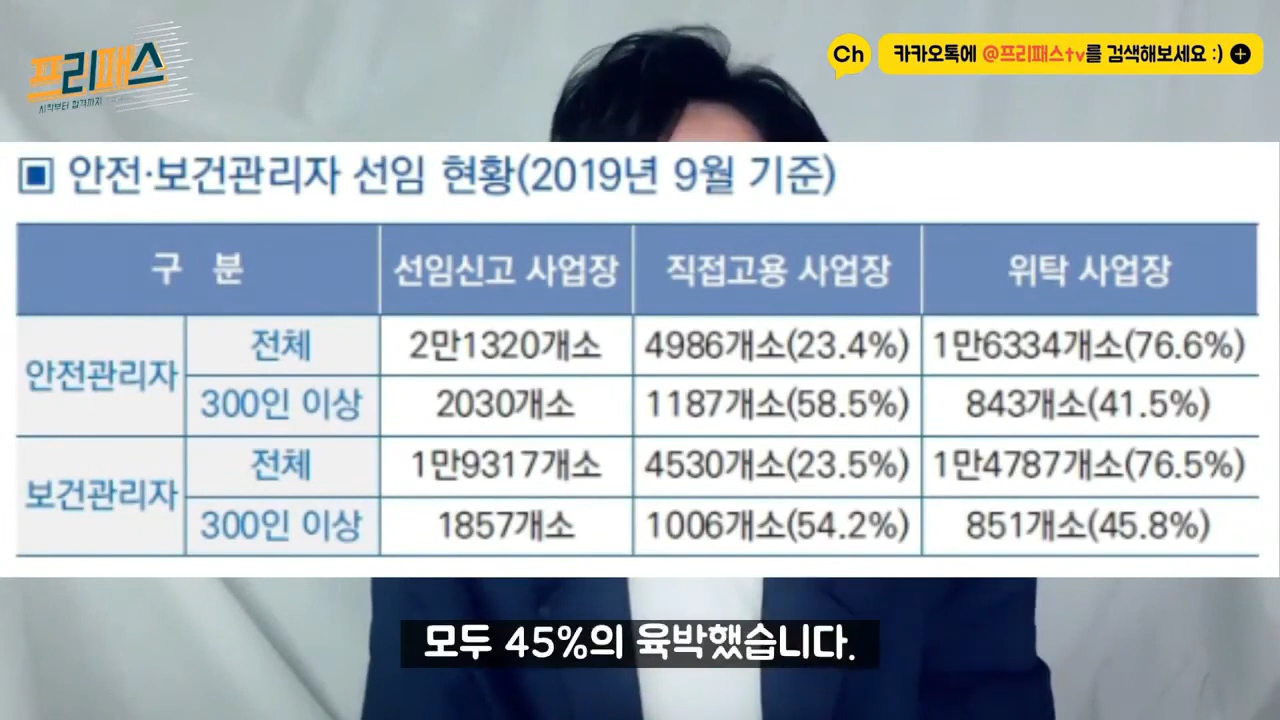 프리패스
시작부터 합격까지
Ch
카카오톡에 @프리패스tv를 검색해보세요 :)
안전·보건관리자 선임 현황(2019년 9월 기준)
구 분 선임신고 사업장 직접고용 사업장 위탁 사업장
안전관리자
전체 2만1320개소 4986개소(23.4%) 1만6334개소(76.6%)
300인 이상 2030개소 1187개소(58.5%) 843개소(41.5%)
보건관리자
전체 1만9317개소 4530개소(23.5%) 1만4787개소(76.5%)
300인 이상 1857개소 1006개소(54.2%) 851개소(45.8%)
모두 45%의 육박했습니다.